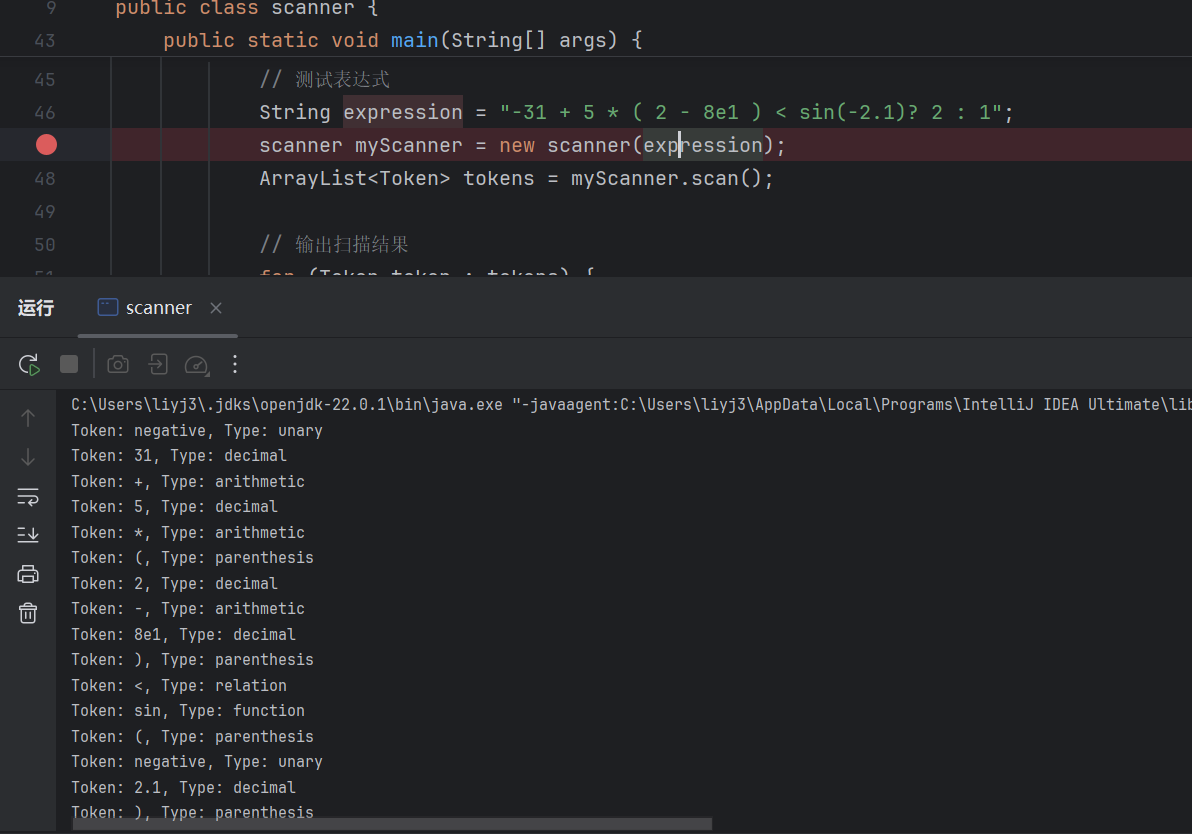 9 public class scanner {
43 public static void main(String[] args) {
45 // 测试表达式
46 String expression = "-31 + 5 * ( 2 - 8e1 ) < sin(-2.1)? 2 : 1";
scanner myScanner = new scanner(expression);
48 ArrayList<Token> tokens = myScanner.scan();
49
50 // 输出扫描结果
51 for (Token token : tokens) {
运行 scanner
C:\Users\liyj3\.jdks\openjdk-22.0.1\bin\java.exe "-javaagent:C:\Users\liyj3\AppData\Local\Programs\IntelliJ IDEA Ultimate\lib
Token: negative, Type: unary
Token: 31, Type: decimal
Token: +, Type: arithmetic
Token: 5, Type: decimal
Token: *, Type: arithmetic
Token: (, Type: parenthesis
Token: 2, Type: decimal
Token: -, Type: arithmetic
Token: 8e1, Type: decimal
Token: ), Type: parenthesis
Token: <, Type: relation
Token: sin, Type: function
Token: (, Type: parenthesis
Token: negative, Type: unary
Token: 2.1, Type: decimal
Token: ), Type: parenthesis